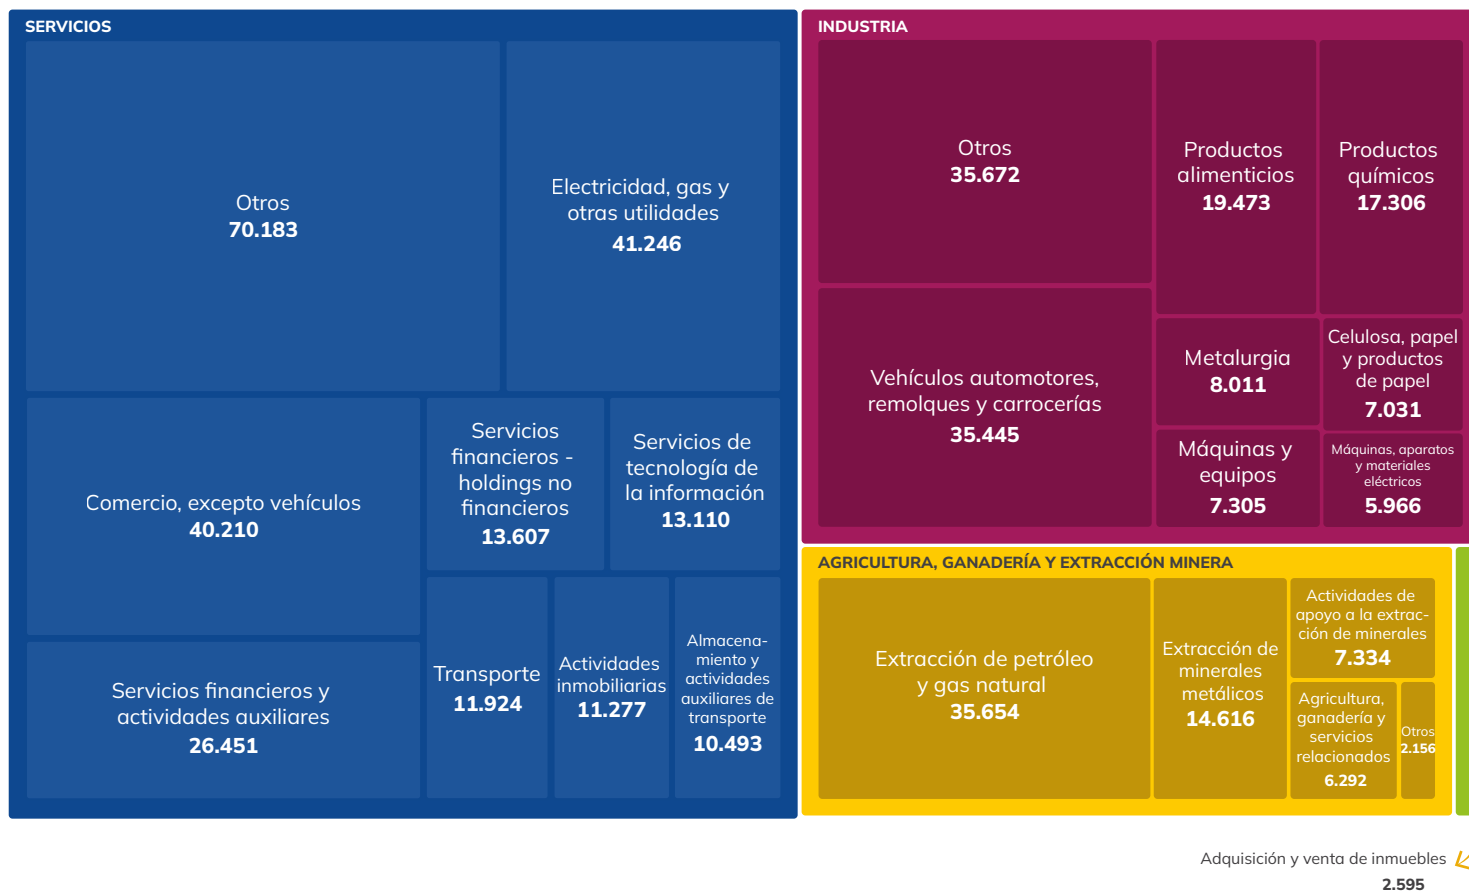 SERVICIOS
Otro
70.183
Electricidad, gas y
otras utilidades
41.246
Comercio, excepto vehículos
40.210
Servicios
financieros -
holdings no
financieros
13.607
Servicios de
tecnología de
la información
13.110
Servicios financieros y
actividades auxiliares
26.451
Transporte
11.924
Actividades
inmobiliarias
11.277
Almacena-
miento y
actividades
auxiliares de
transporte
10.493
INDUSTRIA
Otros
35.672
Productos
alimenticios
19.473
Productos
químicos
17.306
Vehículos automotores,
remolques y carrocerías
35.445
Metalurgia
8.011
Celulosa, papel
y productos
de papel
7.031
Máquinas y
equipos
7.305
Máquinas, aparatos
y materiales
eléctricos
5.966
AGRICULTURA, GANADERÍA Y EXTRACCIÓN MINERA
Extracción de petróleo
y gas natural
35.654
Extracción de
minerales
metálicos
14.616
Actividades de
apoyo a la extrac-
ción de minerales
7.334
Agricultura,
ganadería y
servicios
relacionados
6.292
Otros
2.156
Adquisición y venta de inmuebles
2.595